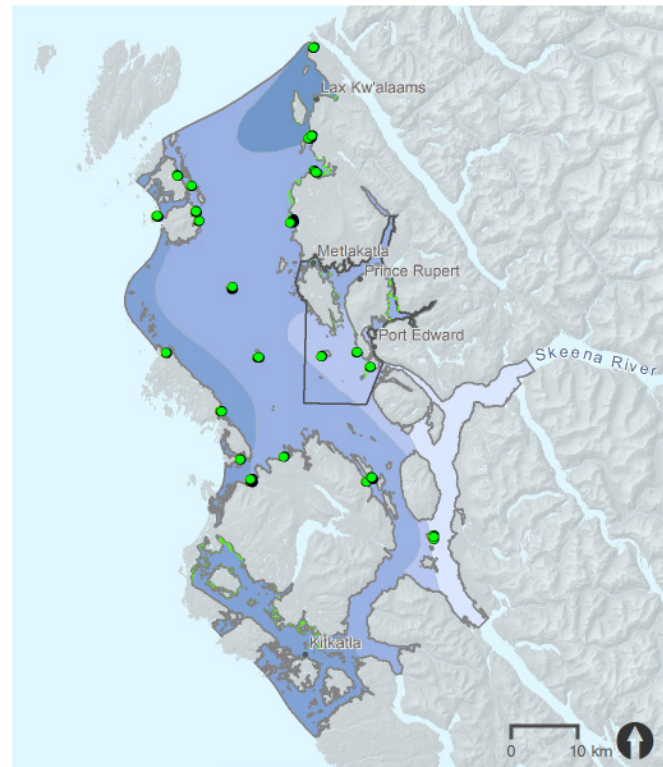 Lax Kw'alaams
Metlakatla
Prince Rupert
Port Edward
Skeena River
Kitkatla
0 10 km